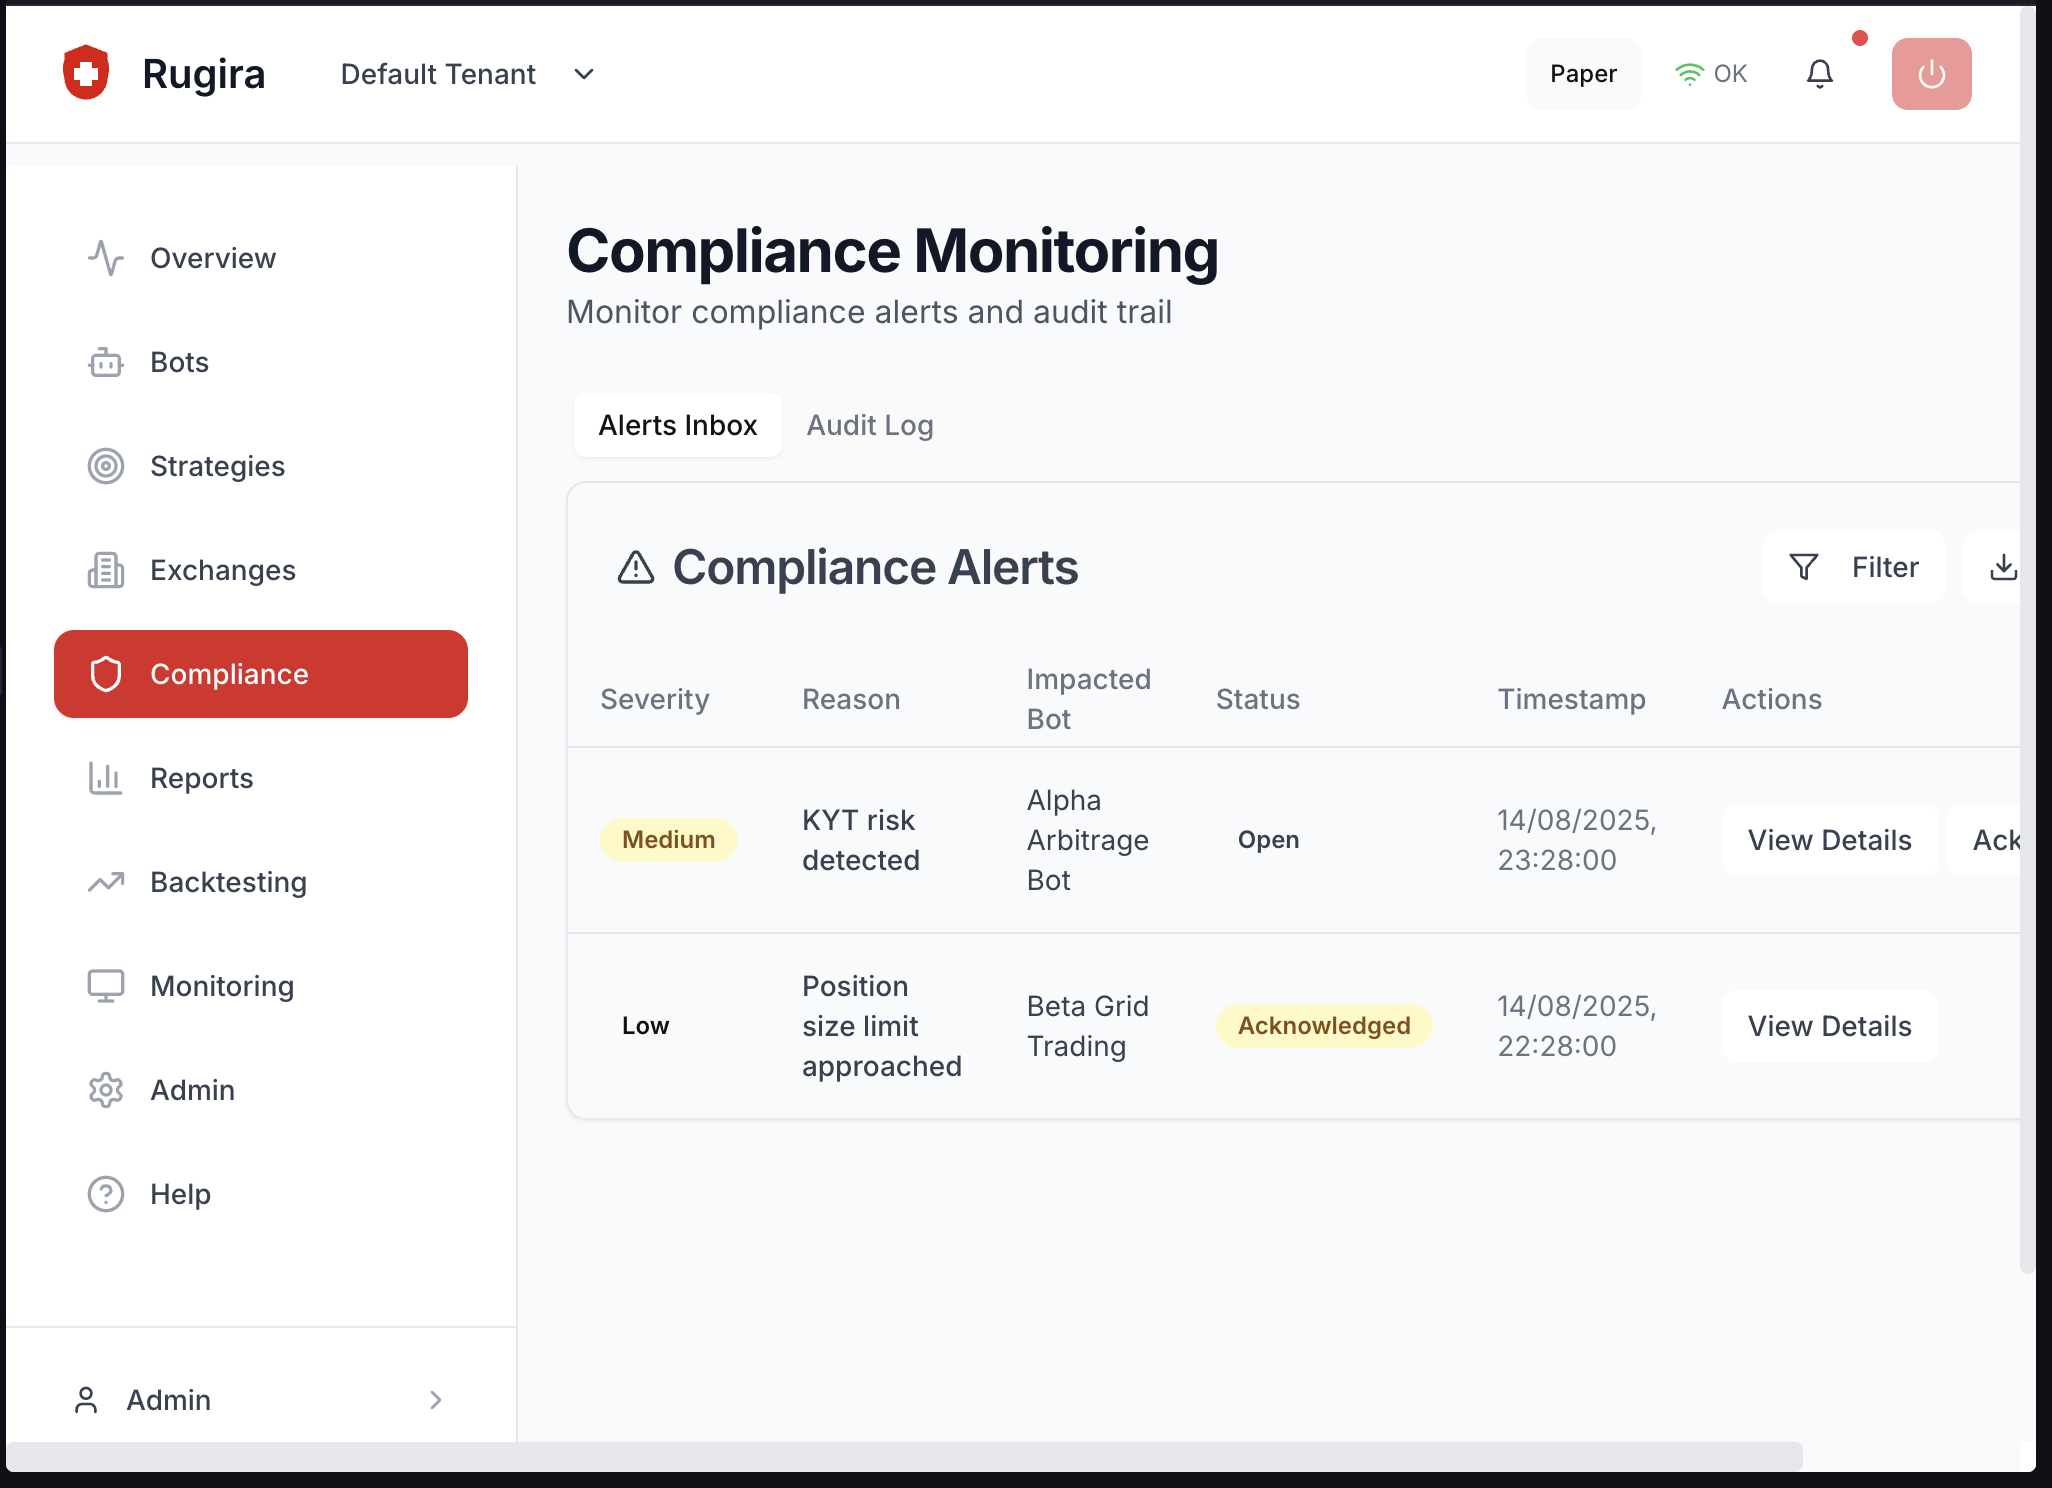 Rugira
Default Tenant
Paper
OK
Overview
Bots
Strategies
Exchanges
Compliance
Reports
Backtesting
Monitoring
Admin
Help
Admin
Compliance Monitoring
Monitor compliance alerts and audit trail
Alerts Inbox
Audit Log
Compliance Alerts
Filter
Severity
Reason
Impacted
Bot
Status
Timestamp
Actions
Medium
KYT risk
detected
Alpha
Arbitrage
Bot
Open
14/08/2025,
23:28:00
View Details
Ack
Low
Position
size limit
approached
Beta Grid
Trading
Acknowledged
14/08/2025,
22:28:00
View Details